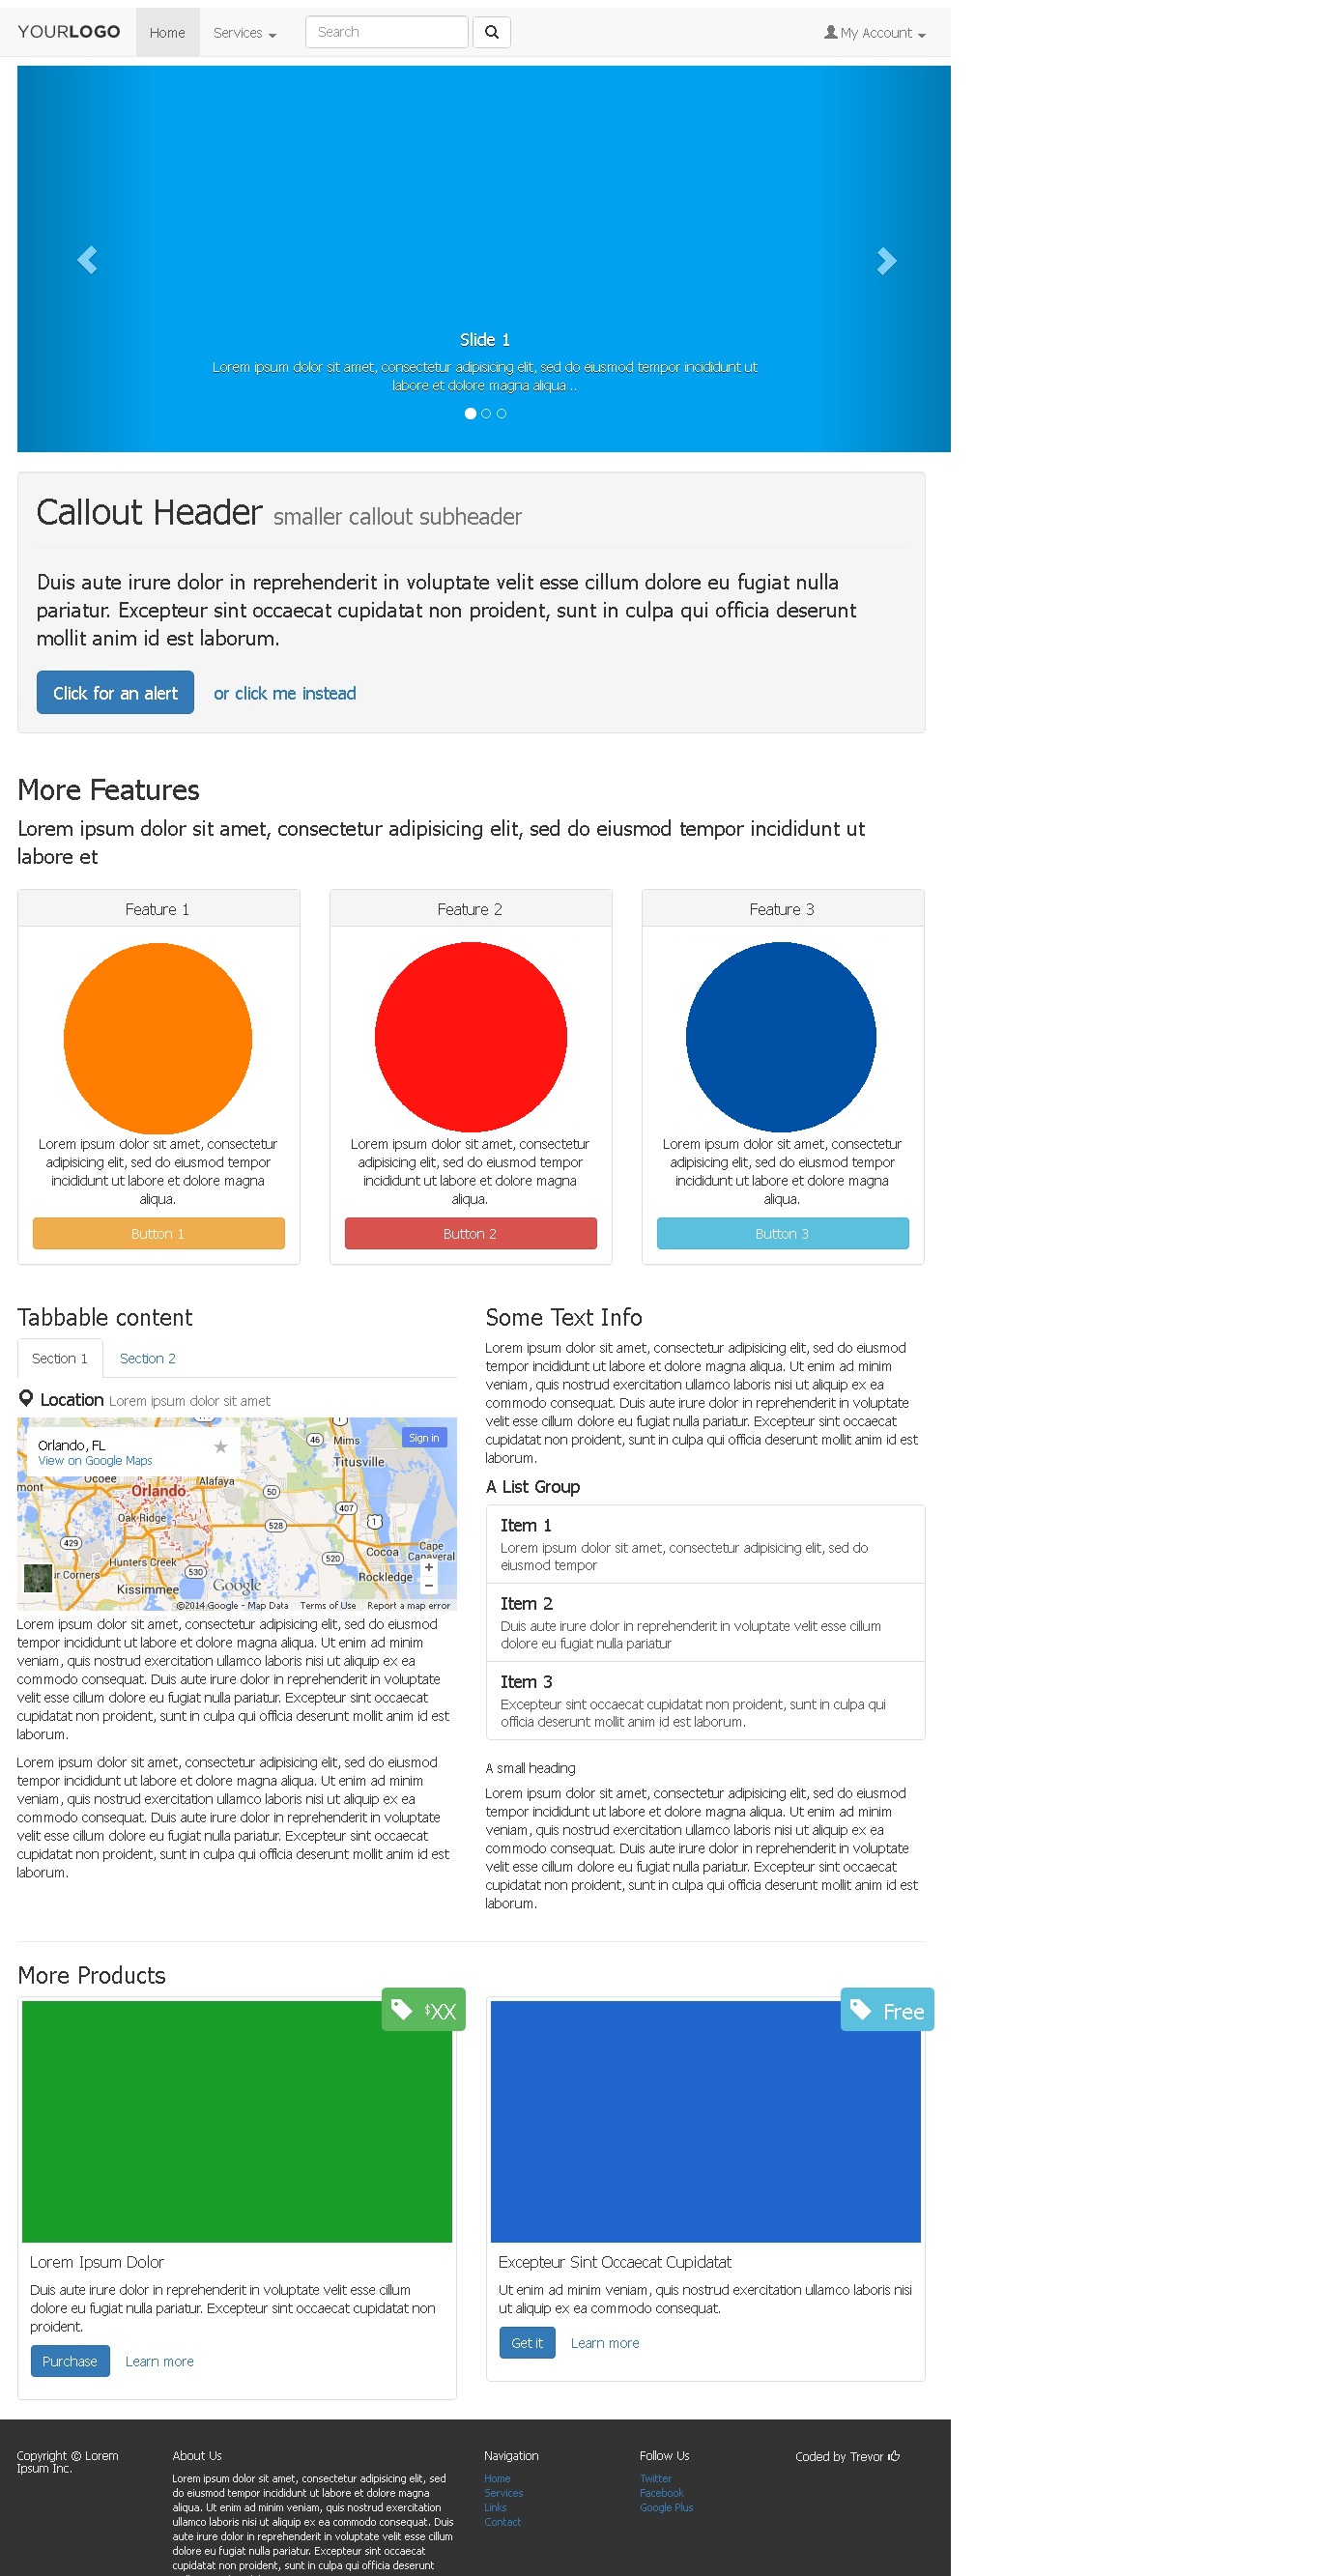 YOURLOGO Home Services Search My Account
Slide 1
Lorem ipsum dolor sit amet, consectetur adipisicing elit, sed do eiusmod tempor incididunt ut
labore et dolore magna aliqua ..
Callout Header smaller callout subheader
Duis aute irure dolor in reprehenderit in voluptate velit esse cillum dolore eu fugiat nulla
pariatur. Excepteur sint occaecat cupidatat non proident, sunt in culpa qui officia deserunt
mollit anim id est laborum.
Click for an alert or click me instead
More Features
Lorem ipsum dolor sit amet, consectetur adipisicing elit, sed do eiusmod tempor incididunt ut
labore et
Feature 1
Lorem ipsum dolor sit amet, consectetur
adipisicing elit, sed do eiusmod tempor
incididunt ut labore et dolore magna
aliqua.
Button 1
Feature 2
Lorem ipsum dolor sit amet, consectetur
adipisicing elit, sed do eiusmod tempor
incididunt ut labore et dolore magna
aliqua.
Button 2
Feature 3
Lorem ipsum dolor sit amet, consectetur
adipisicing elit, sed do eiusmod tempor
incididunt ut labore et dolore magna
aliqua.
Button 3
Tabbable content
Section 1 Section 2
Location Lorem ipsum dolor sit amet
Orlando, FL
View on Google Maps
Sign in
46 Mims
Titusville
mont Ocoee Alafaya
Orlando 50
407
Oak Ridge 528 1
429
Hunters Creek 520 Cocoa Cape
Canaveral
ur Corners 530
Kissimmee Google Rockledge
+
−
©2014 Google - Map Data Terms of Use Report a map error
Lorem ipsum dolor sit amet, consectetur adipisicing elit, sed do eiusmod
tempor incididunt ut labore et dolore magna aliqua. Ut enim ad minim
veniam, quis nostrud exercitation ullamco laboris nisi ut aliquip ex ea
commodo consequat. Duis aute irure dolor in reprehenderit in voluptate
velit esse cillum dolore eu fugiat nulla pariatur. Excepteur sint occaecat
cupidatat non proident, sunt in culpa qui officia deserunt mollit anim id est
laborum.
Lorem ipsum dolor sit amet, consectetur adipisicing elit, sed do eiusmod
tempor incididunt ut labore et dolore magna aliqua. Ut enim ad minim
veniam, quis nostrud exercitation ullamco laboris nisi ut aliquip ex ea
commodo consequat. Duis aute irure dolor in reprehenderit in voluptate
velit esse cillum dolore eu fugiat nulla pariatur. Excepteur sint occaecat
cupidatat non proident, sunt in culpa qui officia deserunt mollit anim id est
laborum.
Some Text Info
Lorem ipsum dolor sit amet, consectetur adipisicing elit, sed do eiusmod
tempor incididunt ut labore et dolore magna aliqua. Ut enim ad minim
veniam, quis nostrud exercitation ullamco laboris nisi ut aliquip ex ea
commodo consequat. Duis aute irure dolor in reprehenderit in voluptate
velit esse cillum dolore eu fugiat nulla pariatur. Excepteur sint occaecat
cupidatat non proident, sunt in culpa qui officia deserunt mollit anim id est
laborum.
A List Group
Item 1
Lorem ipsum dolor sit amet, consectetur adipisicing elit, sed do
eiusmod tempor
Item 2
Duis aute irure dolor in reprehenderit in voluptate velit esse cillum
dolore eu fugiat nulla pariatur
Item 3
Excepteur sint occaecat cupidatat non proident, sunt in culpa qui
officia deserunt mollit anim id est laborum.
A small heading
Lorem ipsum dolor sit amet, consectetur adipisicing elit, sed do eiusmod
tempor incididunt ut labore et dolore magna aliqua. Ut enim ad minim
veniam, quis nostrud exercitation ullamco laboris nisi ut aliquip ex ea
commodo consequat. Duis aute irure dolor in reprehenderit in voluptate
velit esse cillum dolore eu fugiat nulla pariatur. Excepteur sint occaecat
cupidatat non proident, sunt in culpa qui officia deserunt mollit anim id est
laborum.
More Products
$XX
Lorem Ipsum Dolor
Duis aute irure dolor in reprehenderit in voluptate velit esse cillum
dolore eu fugiat nulla pariatur. Excepteur sint occaecat cupidatat non
proident.
Purchase Learn more
Free
Excepteur Sint Occaecat Cupidatat
Ut enim ad minim veniam, quis nostrud exercitation ullamco laboris nisi
ut aliquip ex ea commodo consequat.
Get it Learn more
Copyright © Lorem
Ipsum Inc.
About Us
Lorem ipsum dolor sit amet, consectetur adipisicing elit, sed
do eiusmod tempor incididunt ut labore et dolore magna
aliqua. Ut enim ad minim veniam, quis nostrud exercitation
ullamco laboris nisi ut aliquip ex ea commodo consequat. Duis
aute irure dolor in reprehenderit in voluptate velit esse cillum
dolore eu fugiat nulla pariatur. Excepteur sint occaecat
cupidatat non proident, sunt in culpa qui officia deserunt
Navigation
Home
Services
Links
Contact
Follow Us
Twitter
Facebook
Google Plus
Coded by Trevor